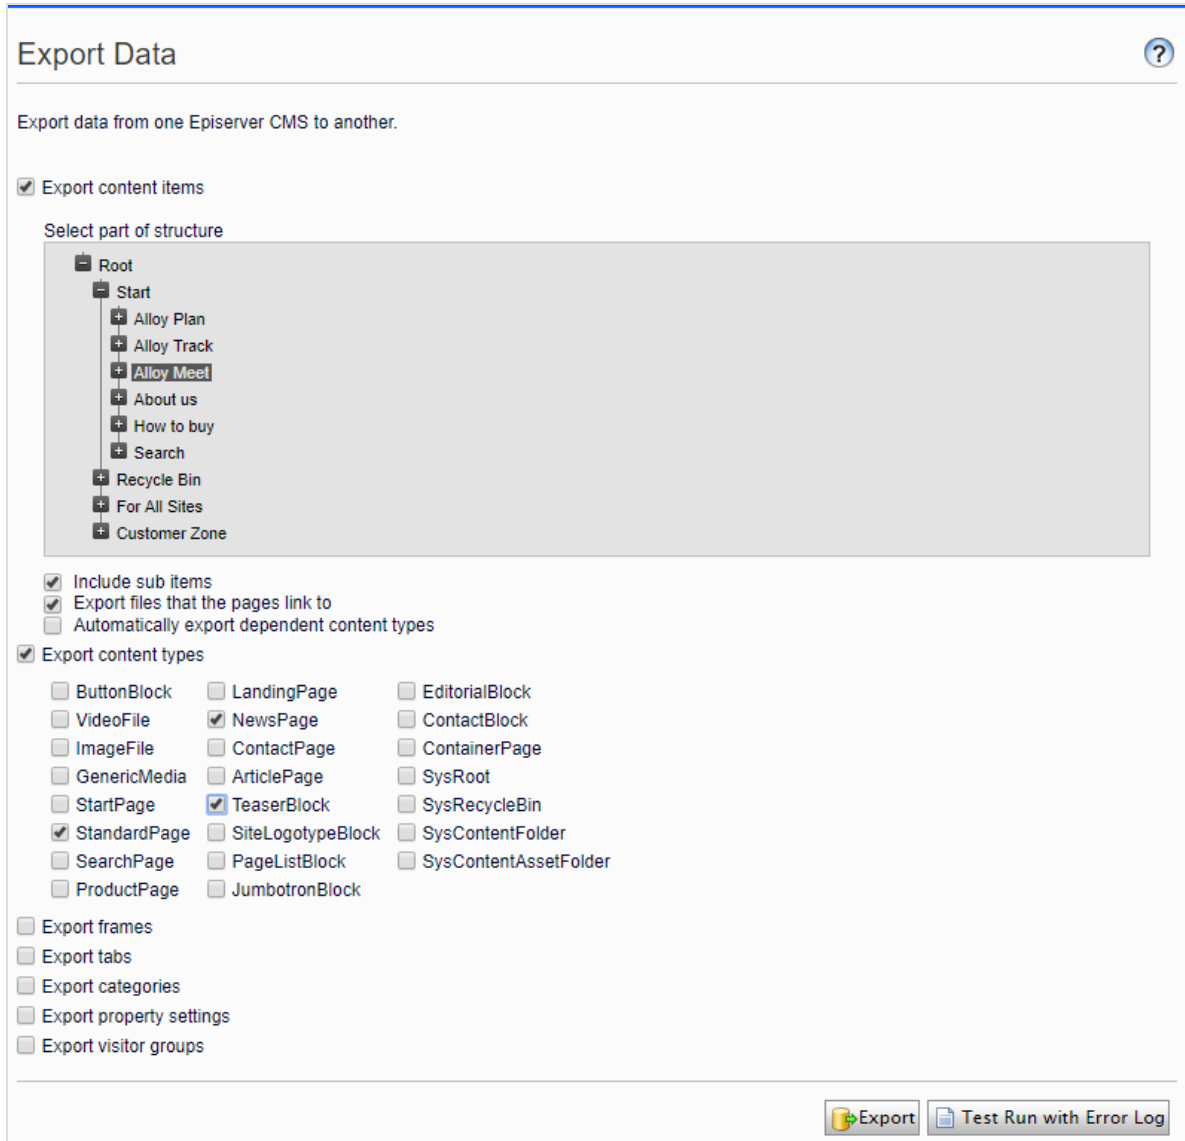 Export Data
?
Export data from one Episerver CMS to another.
Export content items
Select part of structure
Root
Start
Alloy Plan
Alloy Track
Alloy Meet
About us
How to buy
Search
Recycle Bin
For All Sites
Customer Zone
Include sub items
Export files that the pages link to
Automatically export dependent content types
Export content types
ButtonBlock LandingPage EditorialBlock
VideoFile NewsPage ContactBlock
ImageFile ContactPage ContainerPage
GenericMedia ArticlePage SysRoot
StartPage TeaserBlock SysRecycleBin
StandardPage SiteLogotypeBlock SysContentFolder
SearchPage PageListBlock SysContentAssetFolder
ProductPage JumbotronBlock
Export frames
Export tabs
Export categories
Export property settings
Export visitor groups
Export Test Run with Error Log